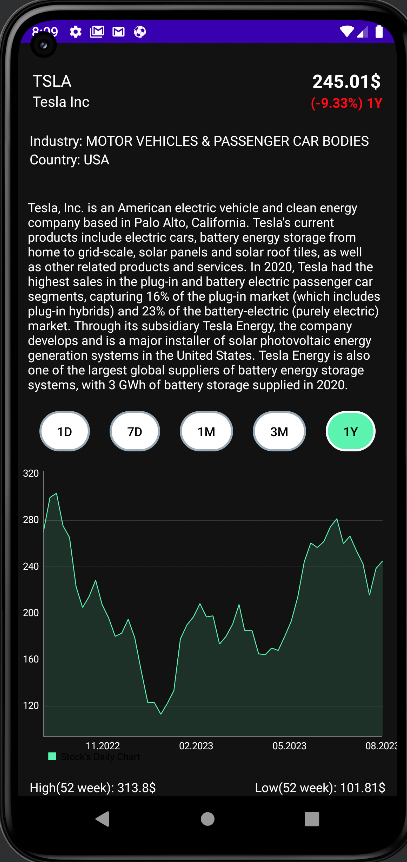 8:09
TSLA
245.01$
Tesla Inc
(-9.33%) 1Y
Industry: MOTOR VEHICLES & PASSENGER CAR BODIES
Country: USA
Tesla, Inc. is an American electric vehicle and clean energy
company based in Palo Alto, California. Tesla's current
products include electric cars, battery energy storage from
home to grid-scale, solar panels and solar roof tiles, as well
as other related products and services. In 2020, Tesla had the
highest sales in the plug-in and battery electric passenger car
segments, capturing 16% of the plug-in market (which includes
plug-in hybrids) and 23% of the battery-electric (purely electric)
market. Through its subsidiary Tesla Energy, the company
develops and is a major installer of solar photovoltaic energy
generation systems in the United States. Tesla Energy is also
one of the largest global suppliers of battery energy storage
systems, with 3 GWh of battery storage supplied in 2020.
1D 7D 1M 3M 1Y
320
280
240
200
160
120
11.2022 02.2023 05.2023 08.2023
Stock's Daily Chart
High(52 week): 313.8$
Low(52 week): 101.81$